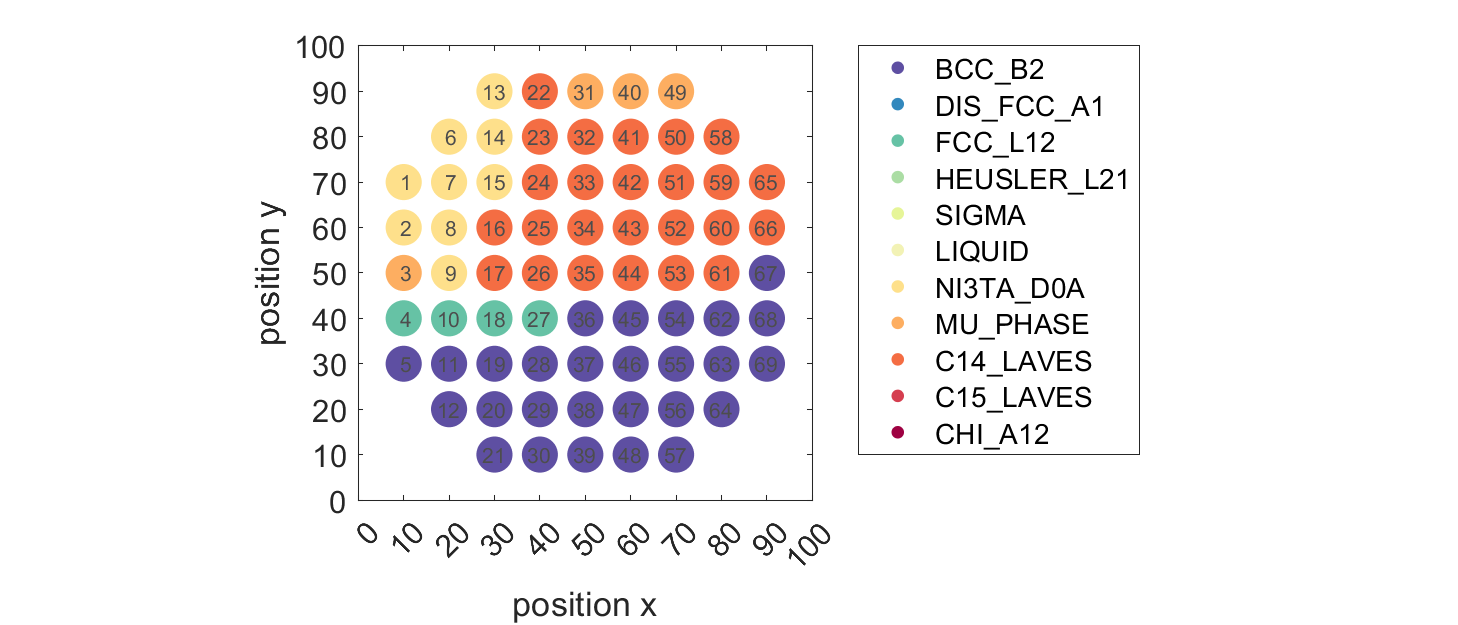 100
90
80
70
60
50
40
30
20
10
0
position y
13 22 31 40 49
6 14 23 32 41 50 58
1 7 15 24 33 42 51 59 65
2 8 16 25 34 43 52 60 66
3 9 17 26 35 44 53 61 67
4 10 18 27 36 45 54 62 68
5 11 19 28 37 46 55 63 69
12 20 29 38 47 56 64
21 30 39 48 57
0 10 20 30 40 50 60 70 80 90 100
position x
BCC_B2
DIS_FCC_A1
FCC_L12
HEUSLER_L21
SIGMA
LIQUID
NI3TA_D0A
MU_PHASE
C14_LAVES
C15_LAVES
CHI_A12